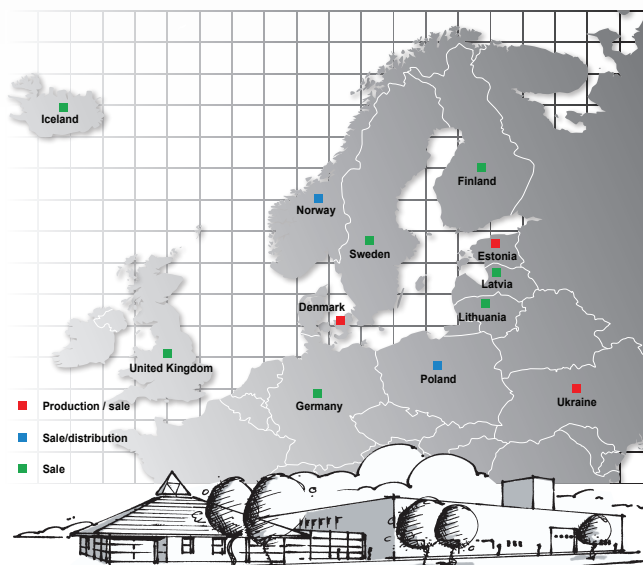 Iceland
Finland
Norway
Sweden
Estonia
Latvia
Denmark
Lithuania
United Kingdom
Poland
Germany
Ukraine
Production / sale
Sale/distribution
Sale